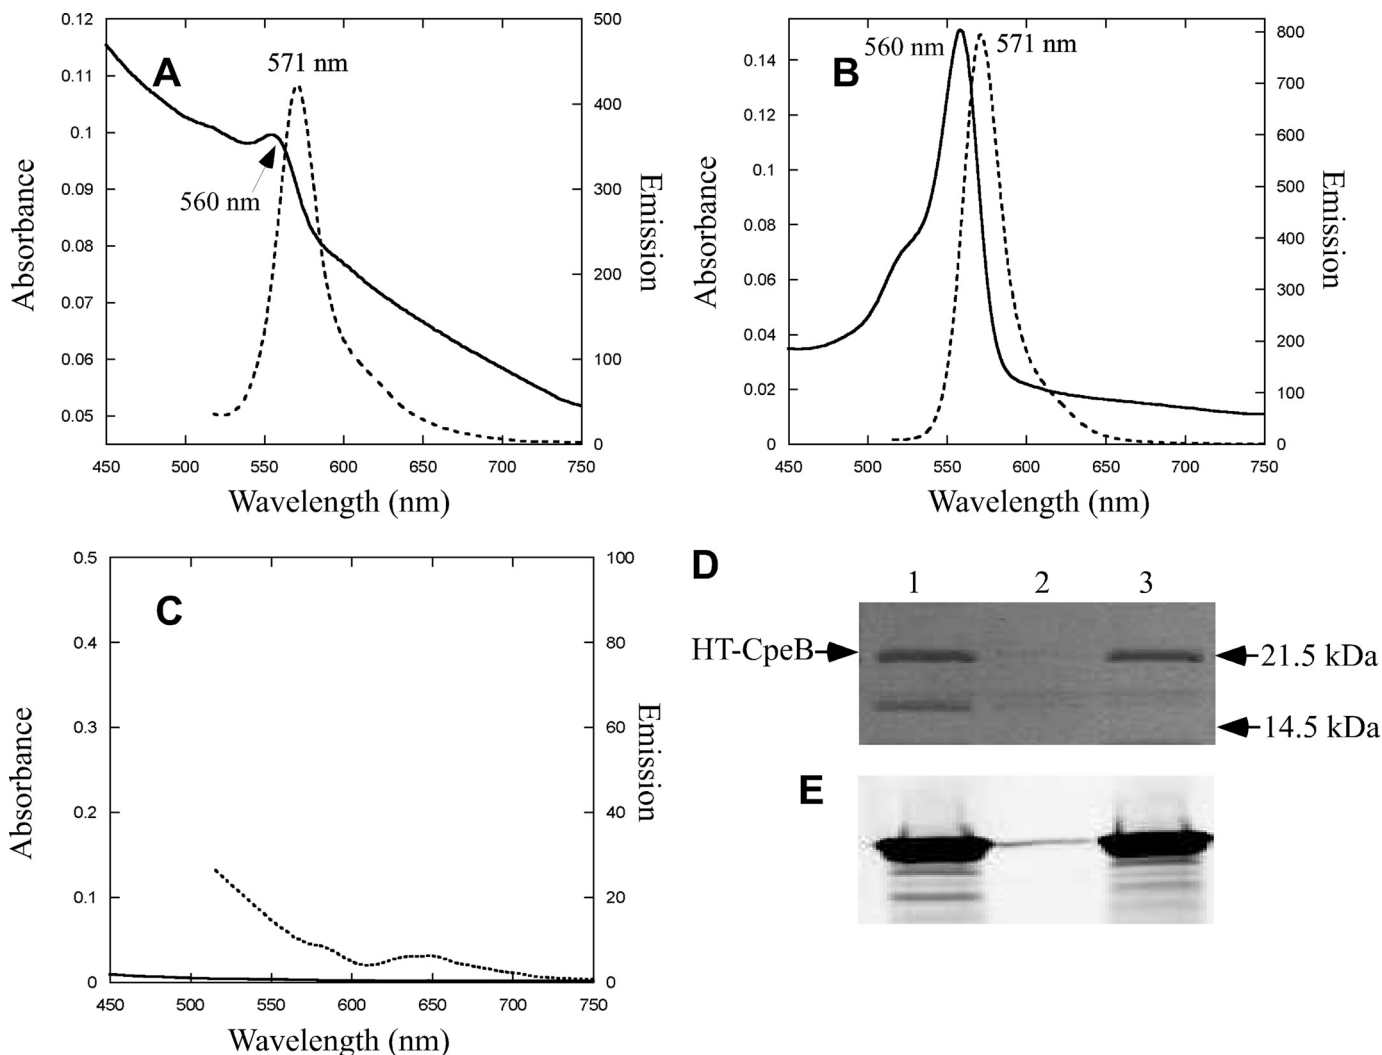 A
571 nm
560 nm
0.12
0.11
0.1
0.09
0.08
0.07
0.06
0.05
500
400
300
200
100
0
450 500 550 600 650 700 750
Absorbance
Emission
Wavelength (nm)
B
560 nm
571 nm
0.14
0.12
0.1
0.08
0.06
0.04
0.02
0
800
700
600
500
400
300
200
100
0
450 500 550 600 650 700 750
Absorbance
Emission
Wavelength (nm)
C
0.5
0.4
0.3
0.2
0.1
0
100
80
60
40
20
0
450 500 550 600 650 700 750
Absorbance
Emission
Wavelength (nm)
D
1 2 3
HT-CpeB
21.5 kDa
14.5 kDa
E